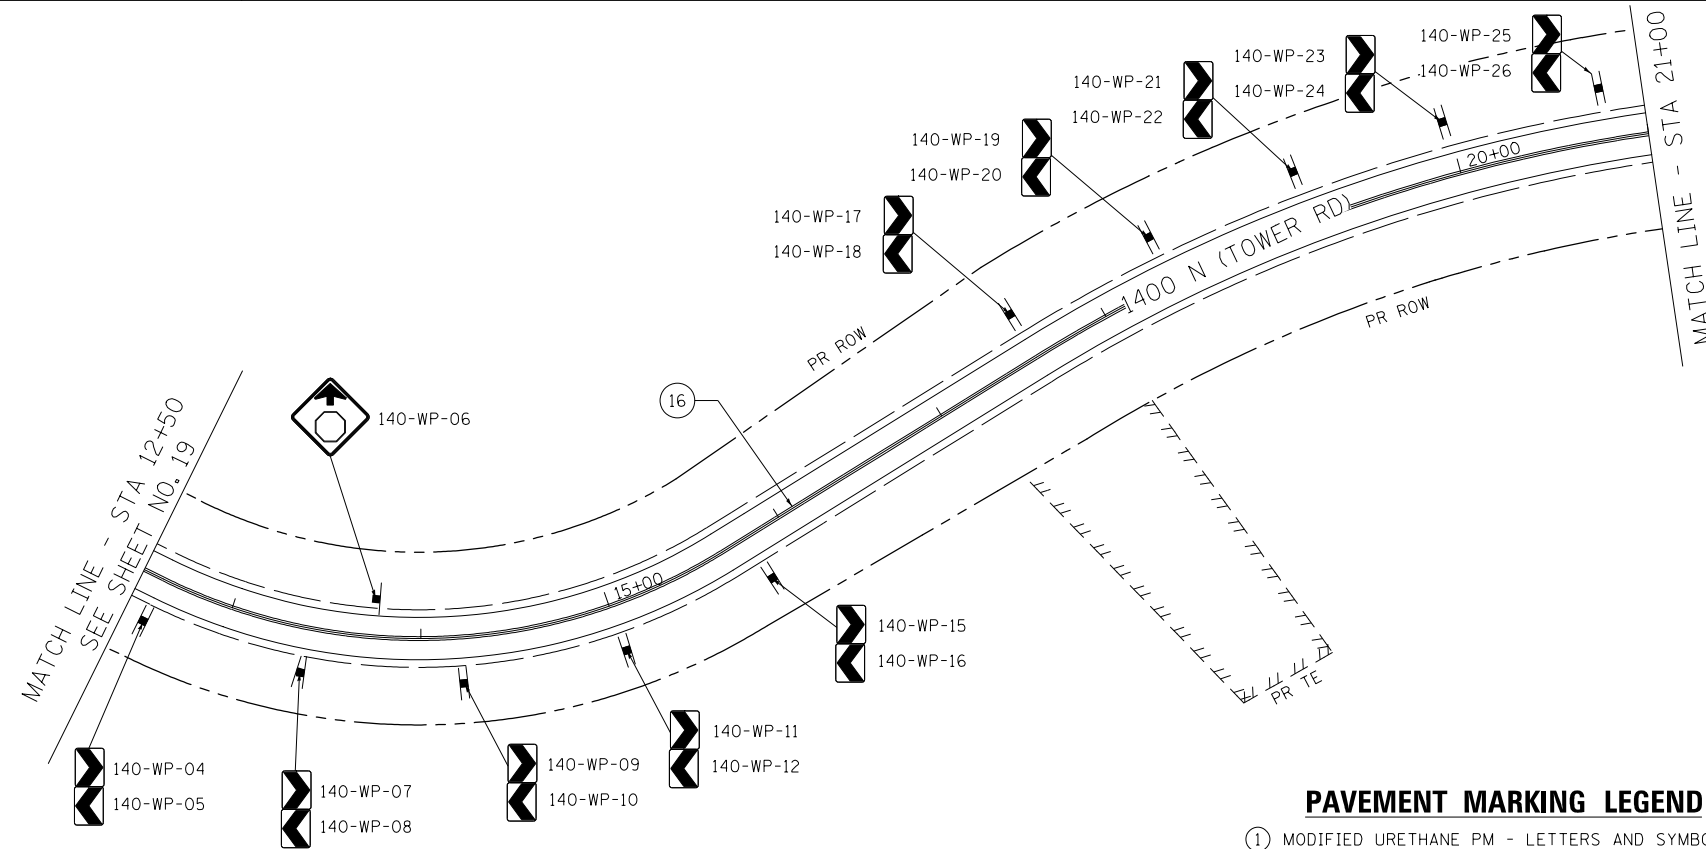 140-WP-25
140-WP-26
140-WP-23
140-WP-24
140-WP-21
140-WP-22
140-WP-19
140-WP-20
140-WP-17
140-WP-18
MATCH LINE - STA 21+00
20+00
1400 N (TOWER RD)
PR ROW
PR ROW
16
140-WP-06
MATCH LINE - STA 12+50
SEE SHEET NO. 19
15+00
140-WP-15
140-WP-16
PR TE
140-WP-11
140-WP-12
140-WP-09
140-WP-10
140-WP-04
140-WP-05
140-WP-07
140-WP-08
PAVEMENT MARKING LEGEND
1 MODIFIED URETHANE PM - LETTERS AND
MATCH